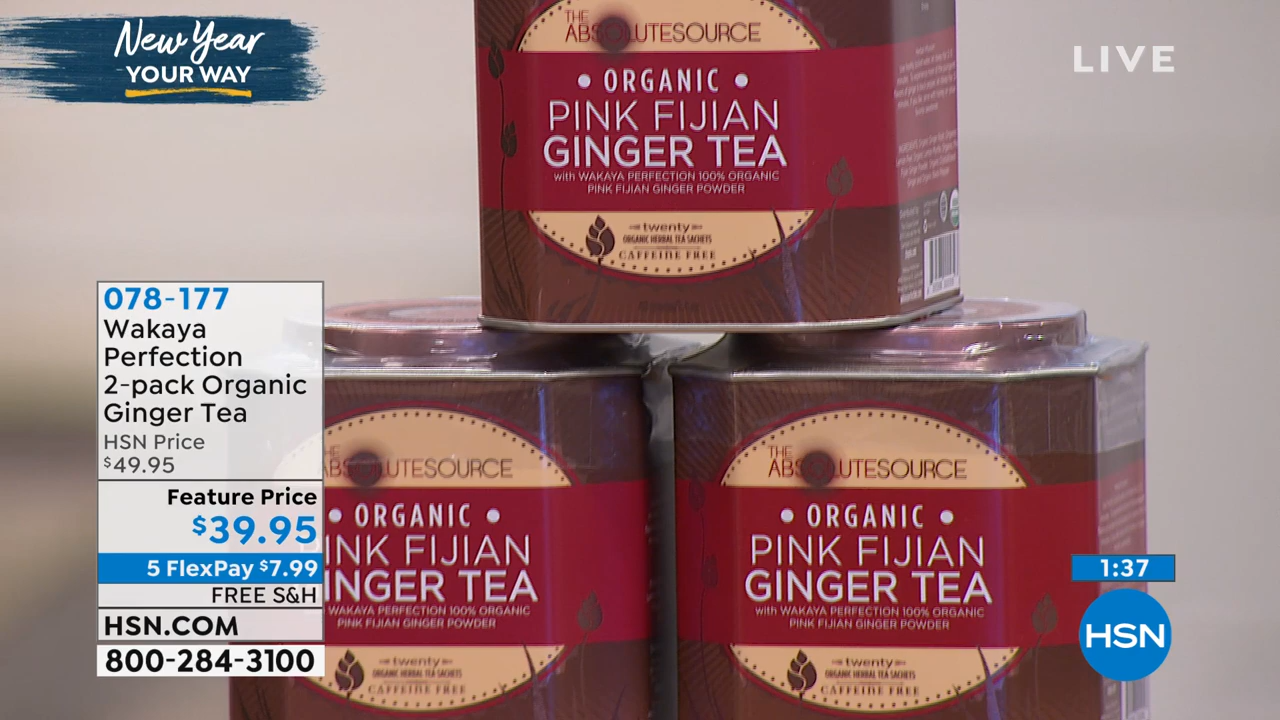 New Year
YOUR WAY
LIVE
THE
ABSOLUTESOURCE
• ORGANIC •
PINK FIJIAN
GINGER TEA
with WAKAYA PERFECTION 100% ORGANIC
PINK FIJIAN GINGER POWDER
twenty
ORGANIC HERBAL TEA SACHETS
CAFFEINE FREE
078-177
Wakaya
Perfection
2-pack Organic
Ginger Tea
HSN Price
$49.95
Feature Price
$39.95
5 FlexPay $7.99
FREE S&H
HSN.COM
800-284-3100
THE
ABSOLUTESOURCE
• ORGANIC •
PINK FIJIAN
GINGER TEA
WAKAYA PERFECTION 100% ORGANIC
PINK FIJIAN GINGER POWDER
twenty
ORGANIC HERBAL TEA SACHETS
CAFFEINE FREE
THE
ABSOLUTESOURCE
• ORGANIC •
PINK FIJIAN
GINGER TEA
with WAKAYA PERFECTION 100% ORGANIC
PINK FIJIAN GINGER POWDER
twenty
ORGANIC HERBAL TEA SACHETS
CAFFEINE FREE
1:37
HSN